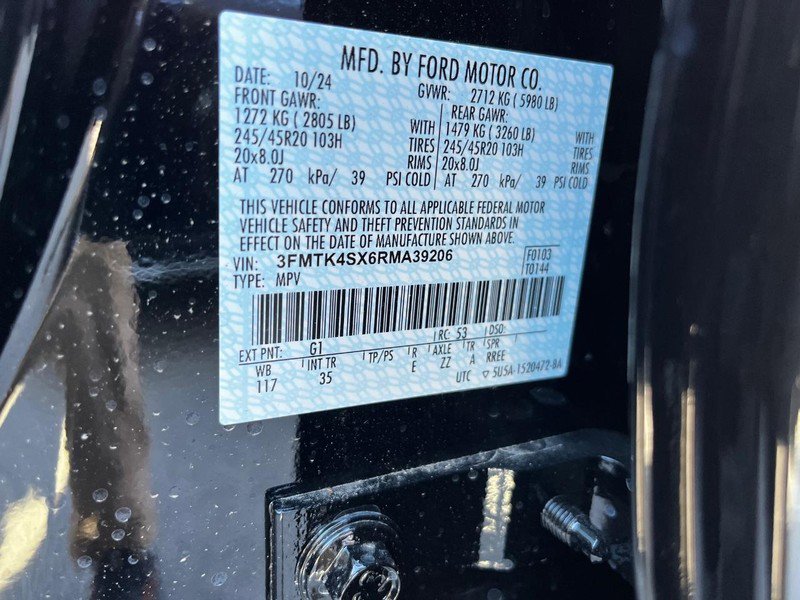 MFD. BY FORD MOTOR CO.
DATE: 10/24 GVWR: 2712 KG ( 5980 LB)
FRONT GAWR: REAR GAWR:
1272 KG ( 2805 LB) WITH 1479 KG ( 3260 LB) WITH
245/45R20 103H TIRES 245/45R20 103H TIRES
20x8.0J RIMS 20x8.0J RIMS
AT 270 kPa/ 39 PSI COLD AT 270 kPa/ 39 PSI COLD
THIS VEHICLE CONFORMS TO ALL APPLICABLE FEDERAL MOTOR
VEHICLE SAFETY AND THEFT PREVENTION STANDARDS IN
EFFECT ON THE DATE OF MANUFACTURE SHOWN ABOVE.
VIN: 3FMTK4SX6RMA39206 F0103
TYPE: MPV T0144
EXT PNT: G1 RC: 53 DSO:
WB INT TR TP/PS R AXLE TR SPR
117 35 E ZZ A RREE
UTC ▽ 5U5A-1520472-8A